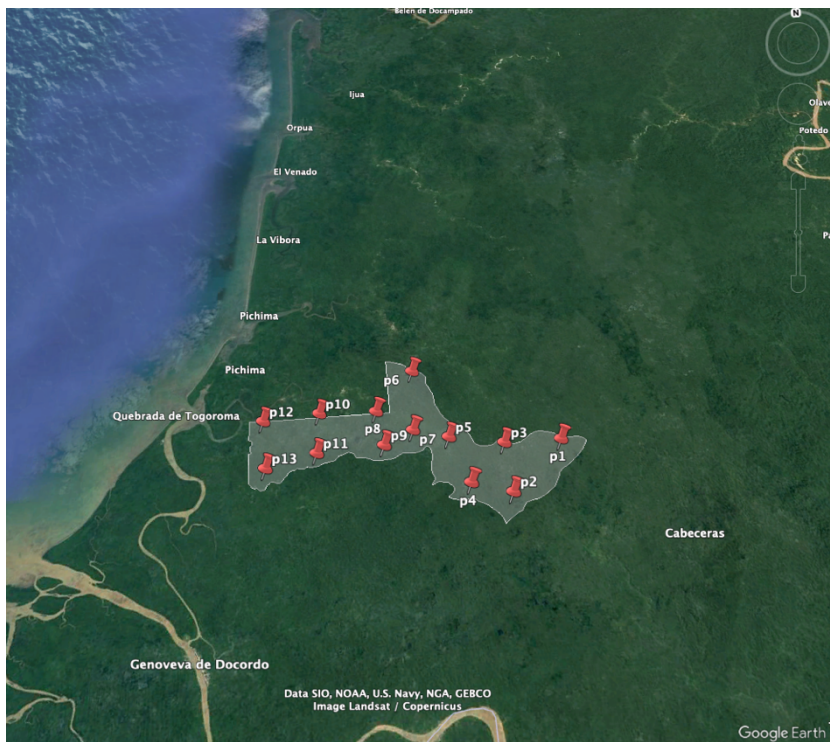 Belen de Docampado
N
Ijua
Olave
Orpua
Potedo
El Venado
La Vibora
Pa
Pichima
Pichima
p6
p12
p10
Quebrada de Togoroma
p8
p9
p7
p5
p3
p1
p11
p13
p4
p2
Cabeceras
Genoveva de Docordo
Data SIO, NOAA, U.S. Navy, NGA, GEBCO
Image Landsat / Copernicus
Google Earth